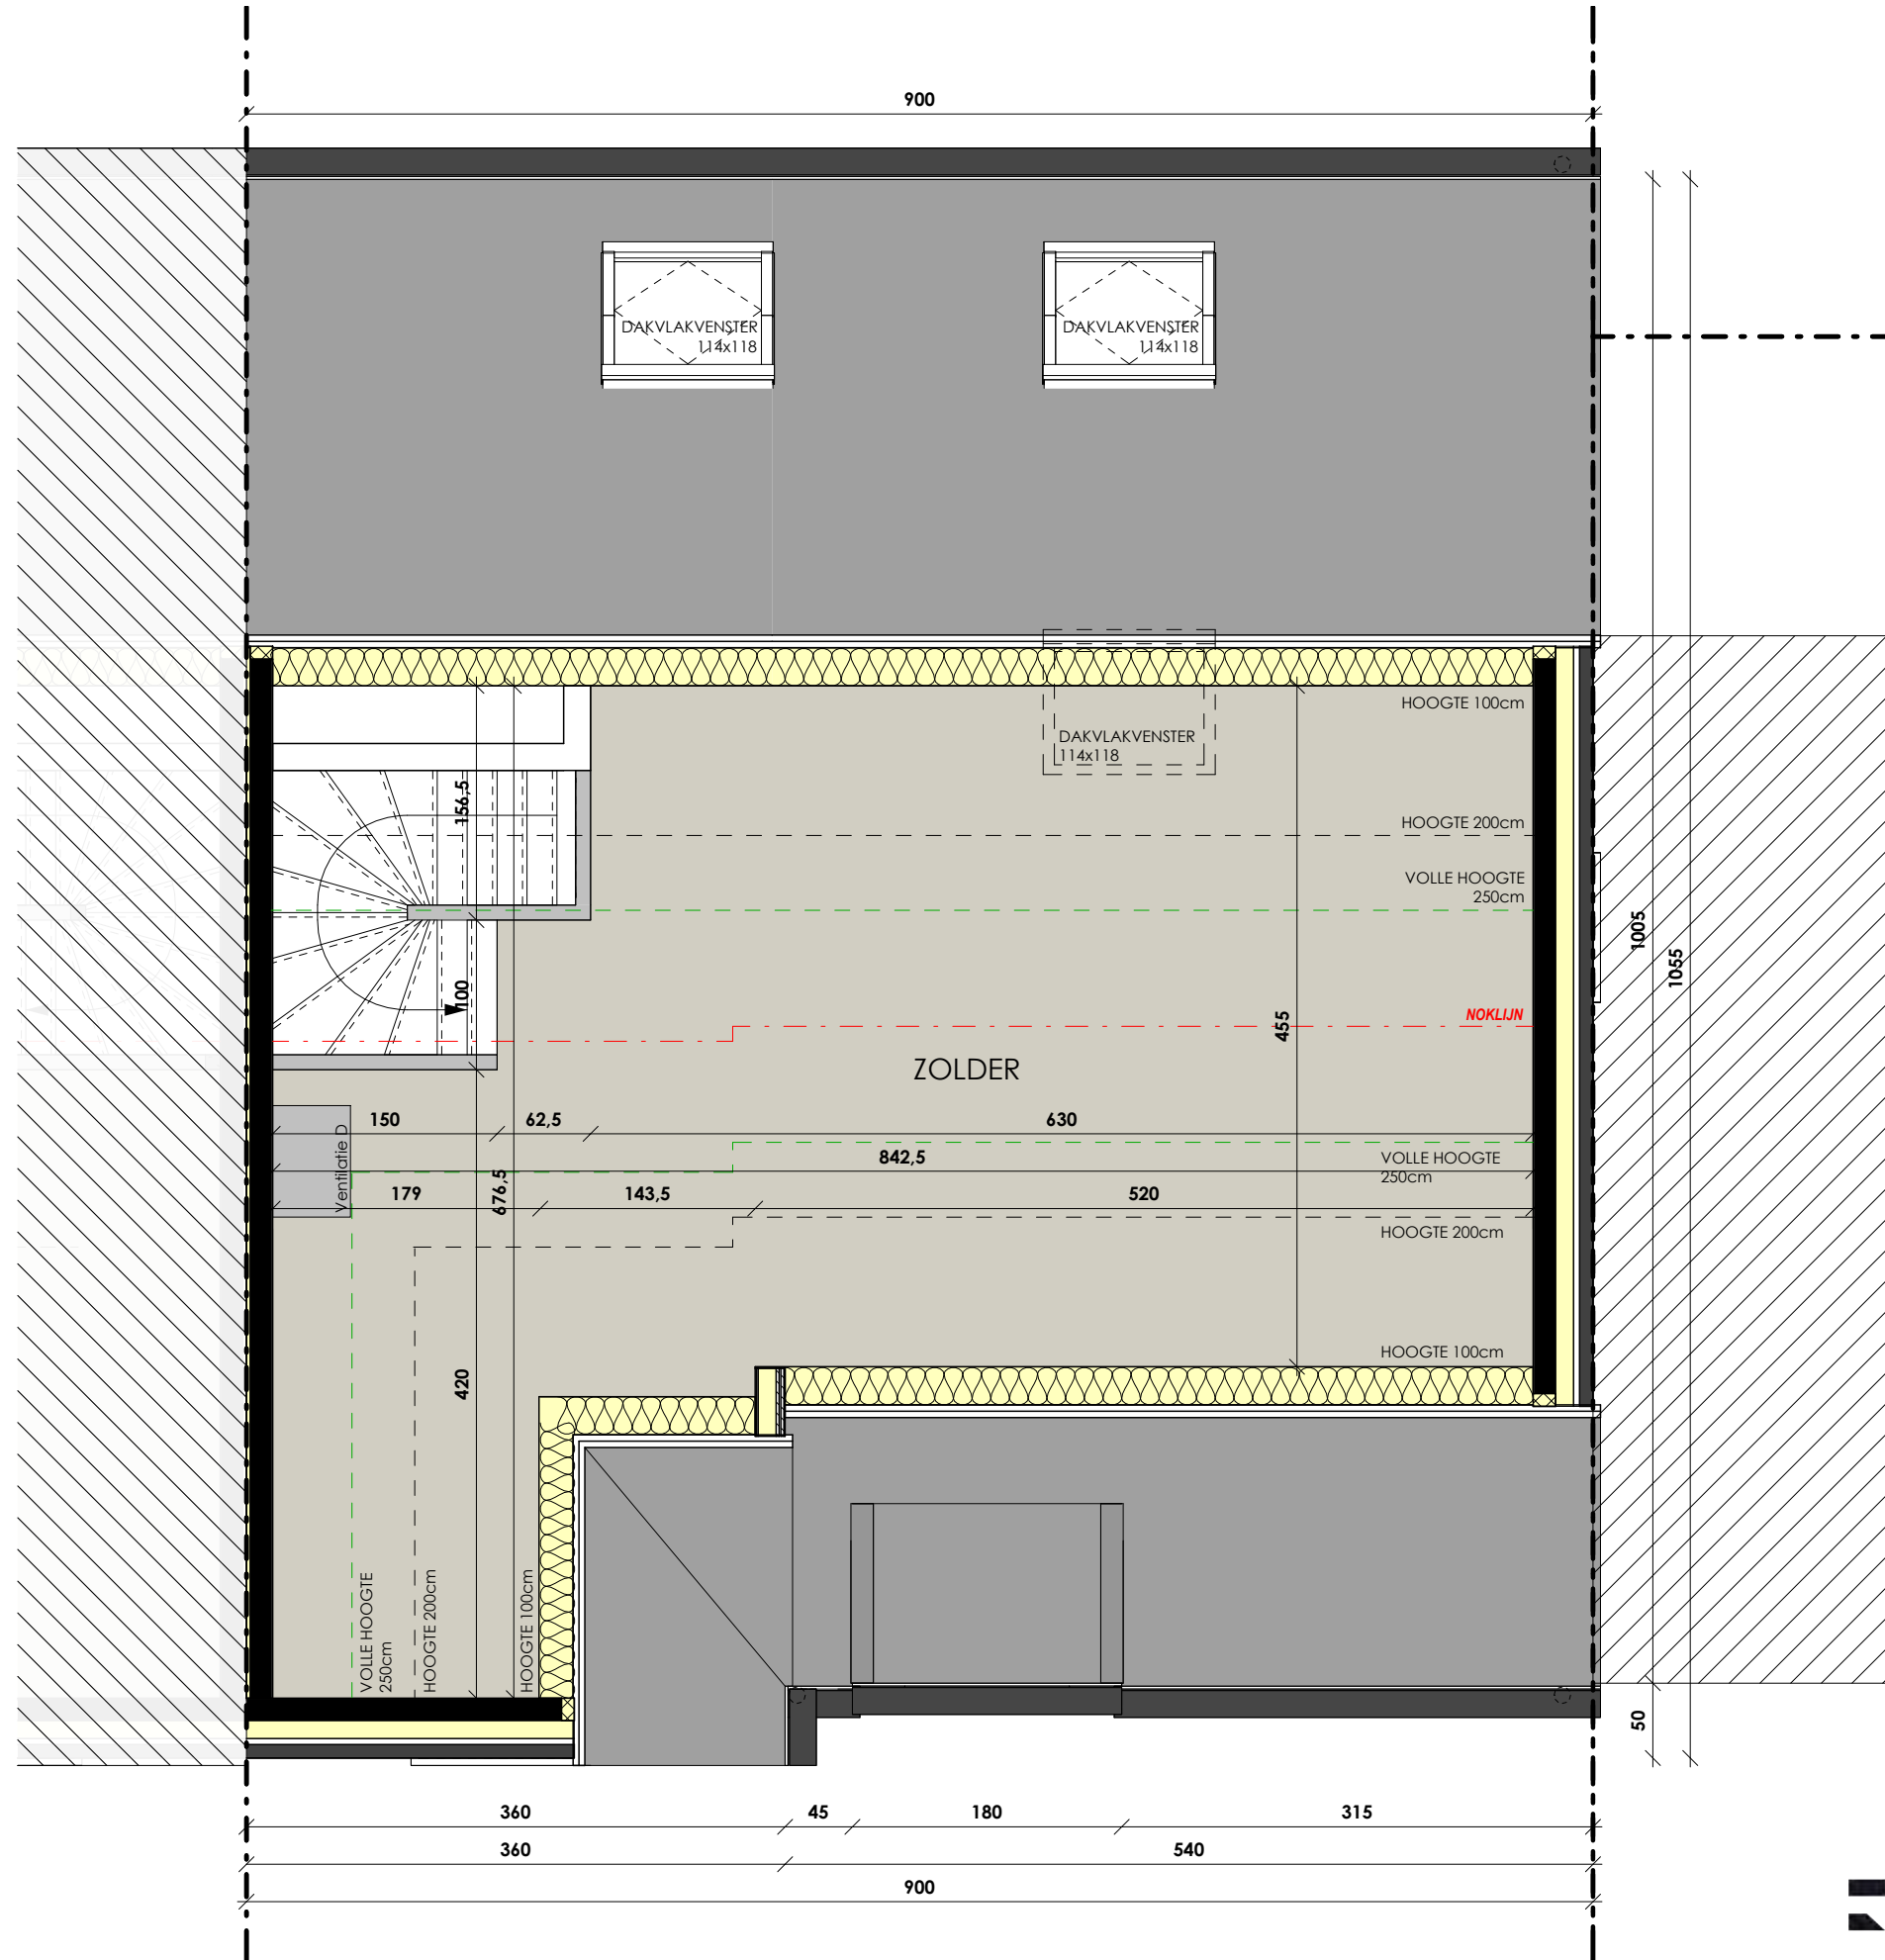 900
DAKVLAKVENSTER
114x118
DAKVLAKVENSTER
114x118
HOOGTE 100cm
DAKVLAKVENSTER
114x118
156,5
HOOGTE 200cm
VOLLE HOOGTE
250cm
1005
1055
100
NOKLIJN
455
ZOLDER
150
62,5
630
Ventilatie D
842,5
VOLLE HOOGTE
250cm
179
676,5
143,5
520
HOOGTE 200cm
HOOGTE 100cm
420
VOLLE HOOGTE
250cm
HOOGTE 200cm
HOOGTE 100cm
50
360
45
180
315
360
540
900